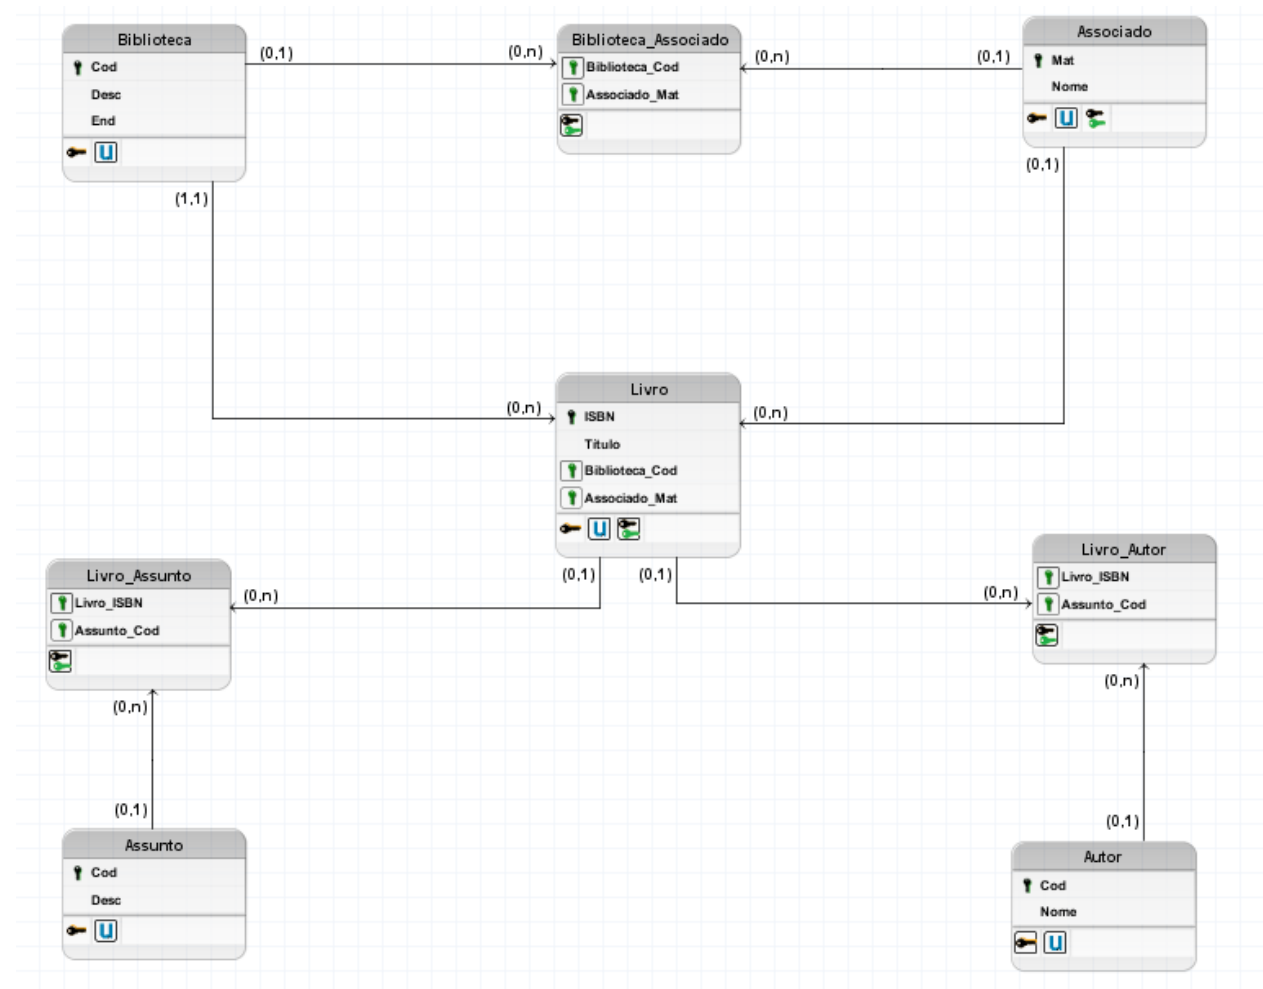 Biblioteca
Cod
Desc
End
U
(0,1)
(0,n)
Biblioteca_Associado
Biblioteca_Cod
Associado_Mat
(0,n)
(0,1)
Associado
Mat
Nome
U
(1,1)
(0,1)
(0,n)
(0,n)
Livro
ISBN
Titulo
Biblioteca_Cod
Associado_Mat
U
(0,1)
(0,1)
Livro_Assunto
Livro_ISBN
Assunto_Cod
(0,n)
(0,n)
Livro_Autor
Livro_ISBN
Assunto_Cod
(0,n)
(0,1)
Assunto
Cod
Desc
U
(0,n)
(0,1)
Autor
Cod
Nome
U